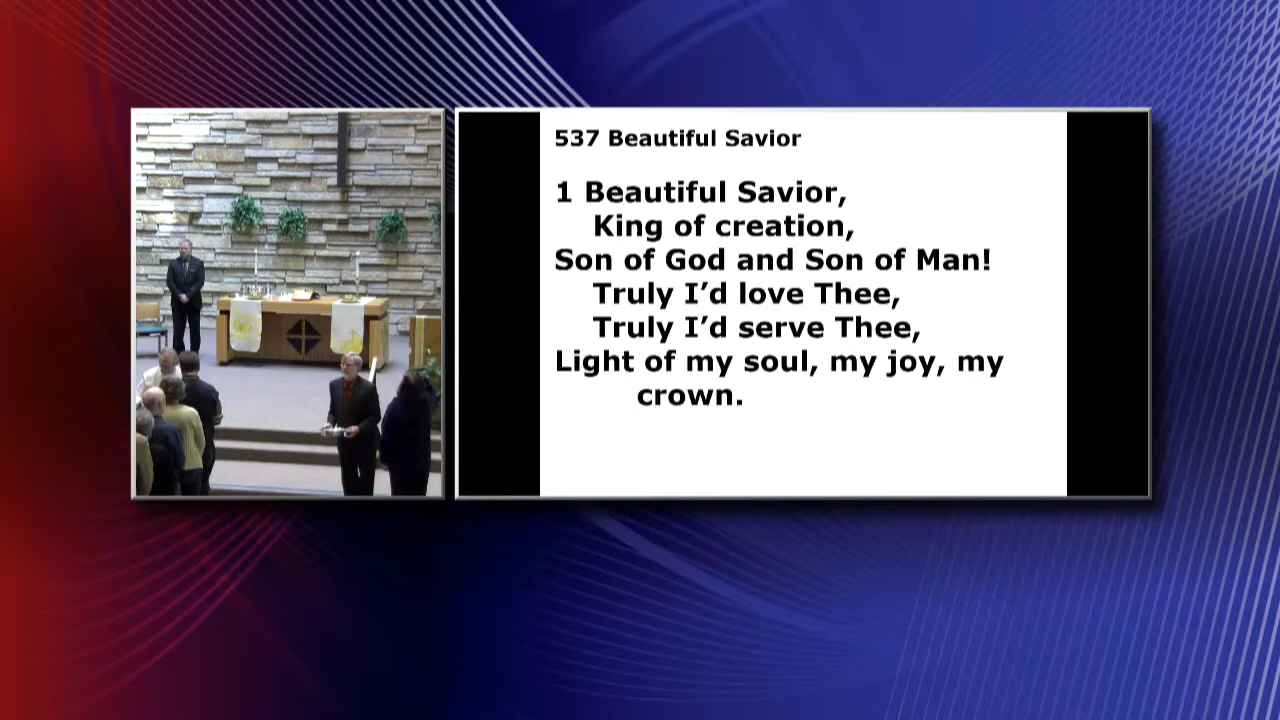 537 Beautiful Savior
1 Beautiful Savior,
King of creation,
Son of God and Son of Man!
Truly I’d love Thee,
Truly I’d serve Thee,
Light of my soul, my joy, my
crown.